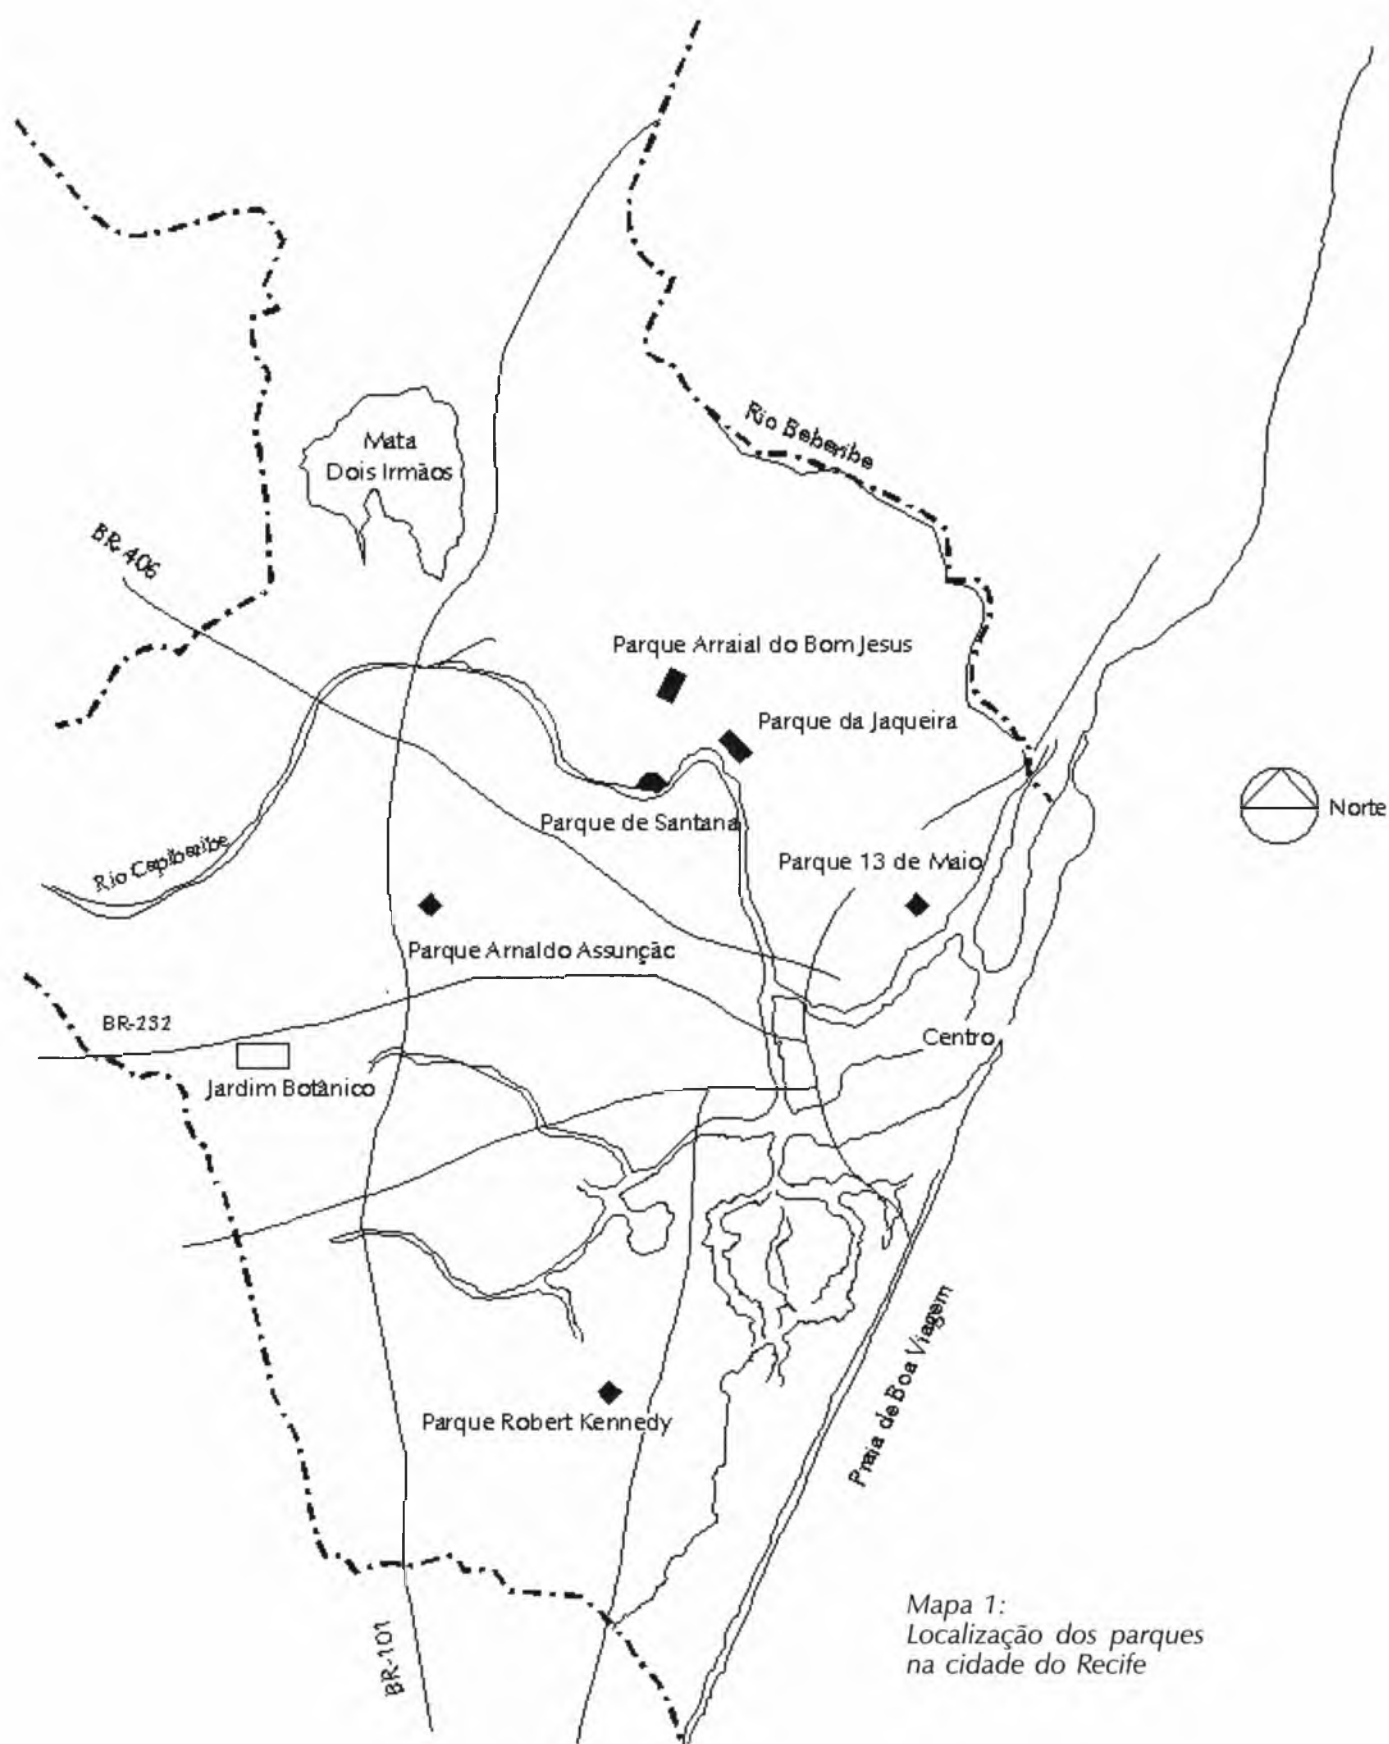 Rio Beberibe
Mata
Dois Irmãos
BR-406
Parque Arraial do Bom Jesus
Parque da Jaqueira
Norte
Parque de Santana
Rio Capibaribe
Parque 13 de Maio
Parque Arnaldo Assunção
BR-232
Centro
Jardim Botânico
Praia de Boa Viagem
Parque Robert Kennedy
BR-101
Mapa 1:
Localização dos parques
na cidade do Recife